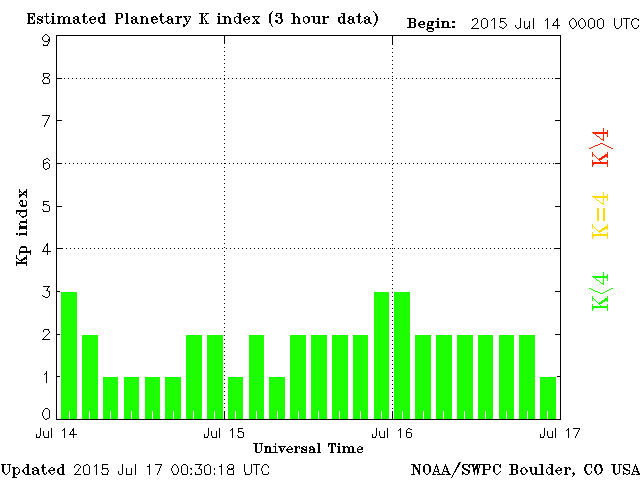 Estimated Planetary K index (3 hour data) Begin: 2015 Jul 14 0000 UTC
9
8
7
6
5
4
3
2
1
0
Kp index
K>4
K=4
K<4
Jul 14 Jul 15 Jul 16 Jul 17
Universal Time
Updated 2015 Jul 17 00:30:18 UTC NOAA/SWPC Boulder, CO USA